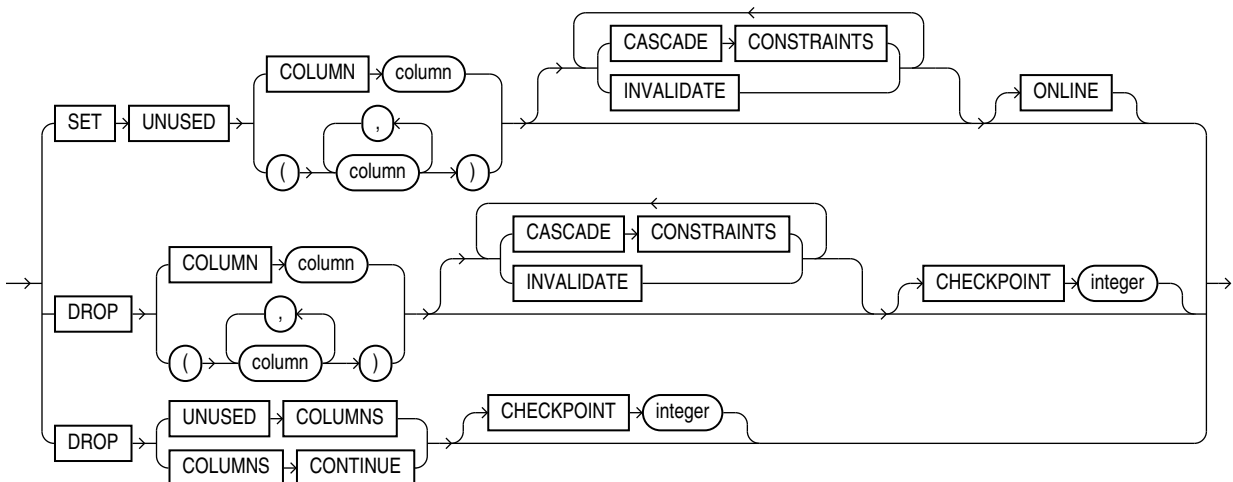 CASCADE CONSTRAINTS
COLUMN column
INVALIDATE
ONLINE
SET UNUSED
,
( column )
CASCADE CONSTRAINTS
COLUMN column
INVALIDATE
CHECKPOINT integer
DROP
,
( column )
UNUSED COLUMNS
CHECKPOINT integer
DROP
COLUMNS CONTINUE